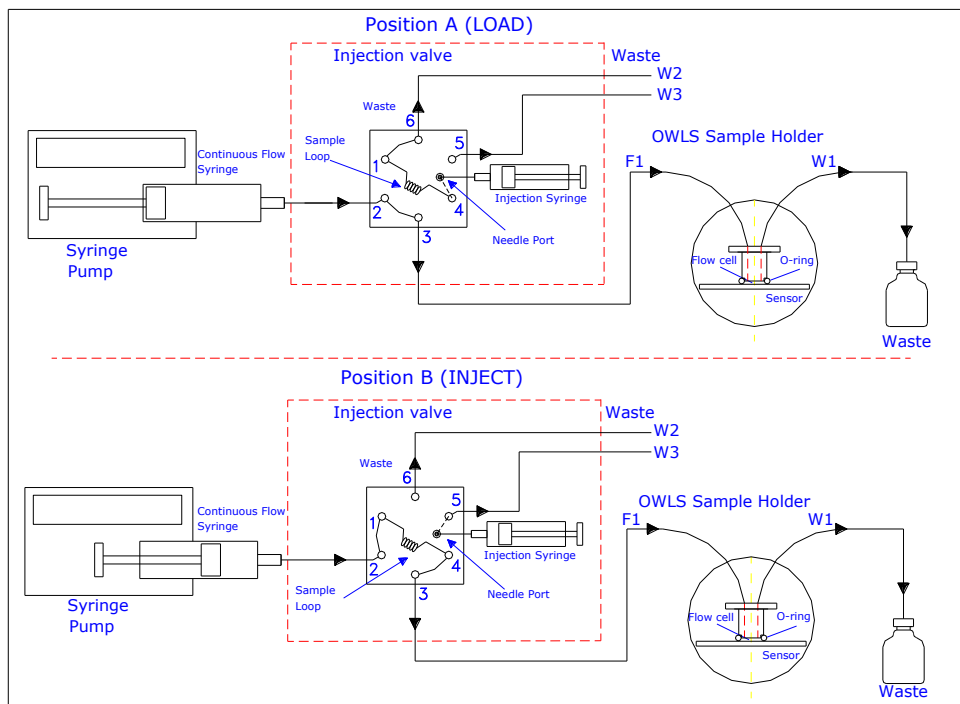 Position A (LOAD)
Injection valve
Waste
W2
W3
Waste
6
5
Sample
Loop
1
Continuous Flow
Syringe
OWLS Sample Holder
F1
W1
2
4
Injection Syringe
3
Needle Port
Syringe
Pump
Flow cell
O-ring
Sensor
Waste
Position B (INJECT)
Injection valve
Waste
W2
W3
Waste
6
5
Continuous Flow
Syringe
1
OWLS Sample Holder
F1
W1
2
4
Injection Syringe
Sample
Loop
3
Needle Port
Syringe
Pump
Flow cell
O-ring
Sensor
Waste